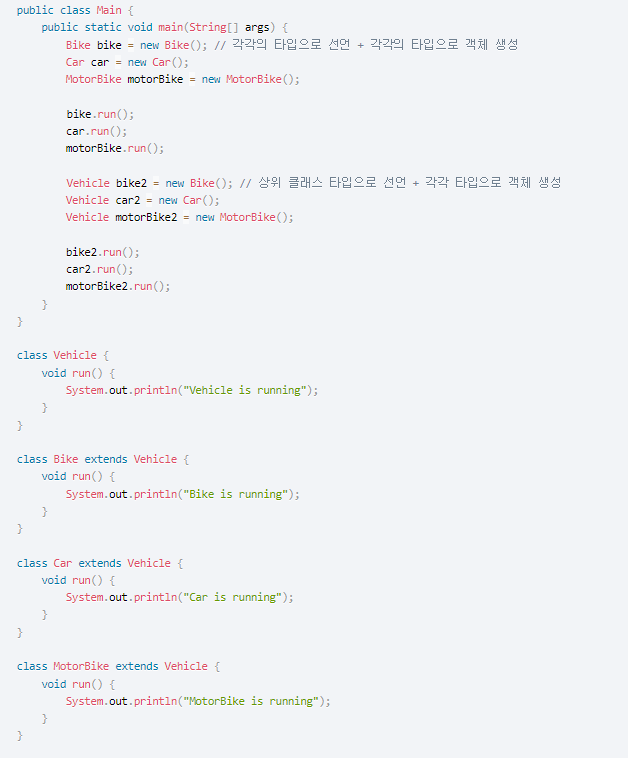 public class Main {
    public static void main(String[] args) {
        Bike bike = new Bike(); // 각각의 타입으로 선언 + 각각의 타입으로 객체 생성
        Car car = new Car();
        MotorBike motorBike = new MotorBike();

        bike.run();
        car.run();
        motorBike.run();

        Vehicle bike2 = new Bike(); // 상위 클래스 타입으로 선언 + 각각 타입으로 객체 생성
        Vehicle car2 = new Car();
        Vehicle motorBike2 = new MotorBike();

        bike2.run();
        car2.run();
        motorBike2.run();
    }
}

class Vehicle {
    void run() {
        System.out.println("Vehicle is running");
    }
}

class Bike extends Vehicle {
    void run() {
        System.out.println("Bike is running");
    }
}

class Car extends Vehicle {
    void run() {
        System.out.println("Car is running");
    }
}

class MotorBike extends Vehicle {
    void run() {
        System.out.println("MotorBike is running");
    }
}